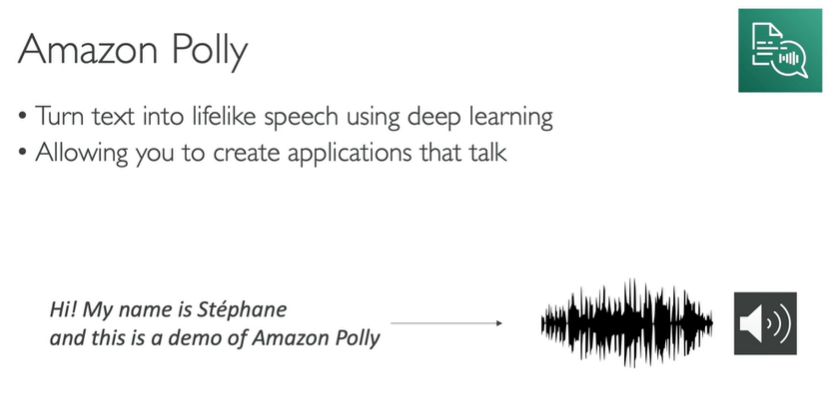 Amazon Polly
• Turn text into lifelike speech using deep learning
• Allowing you to create applications that talk
Hi! My name is Stéphane
and this is a demo of Amazon Polly